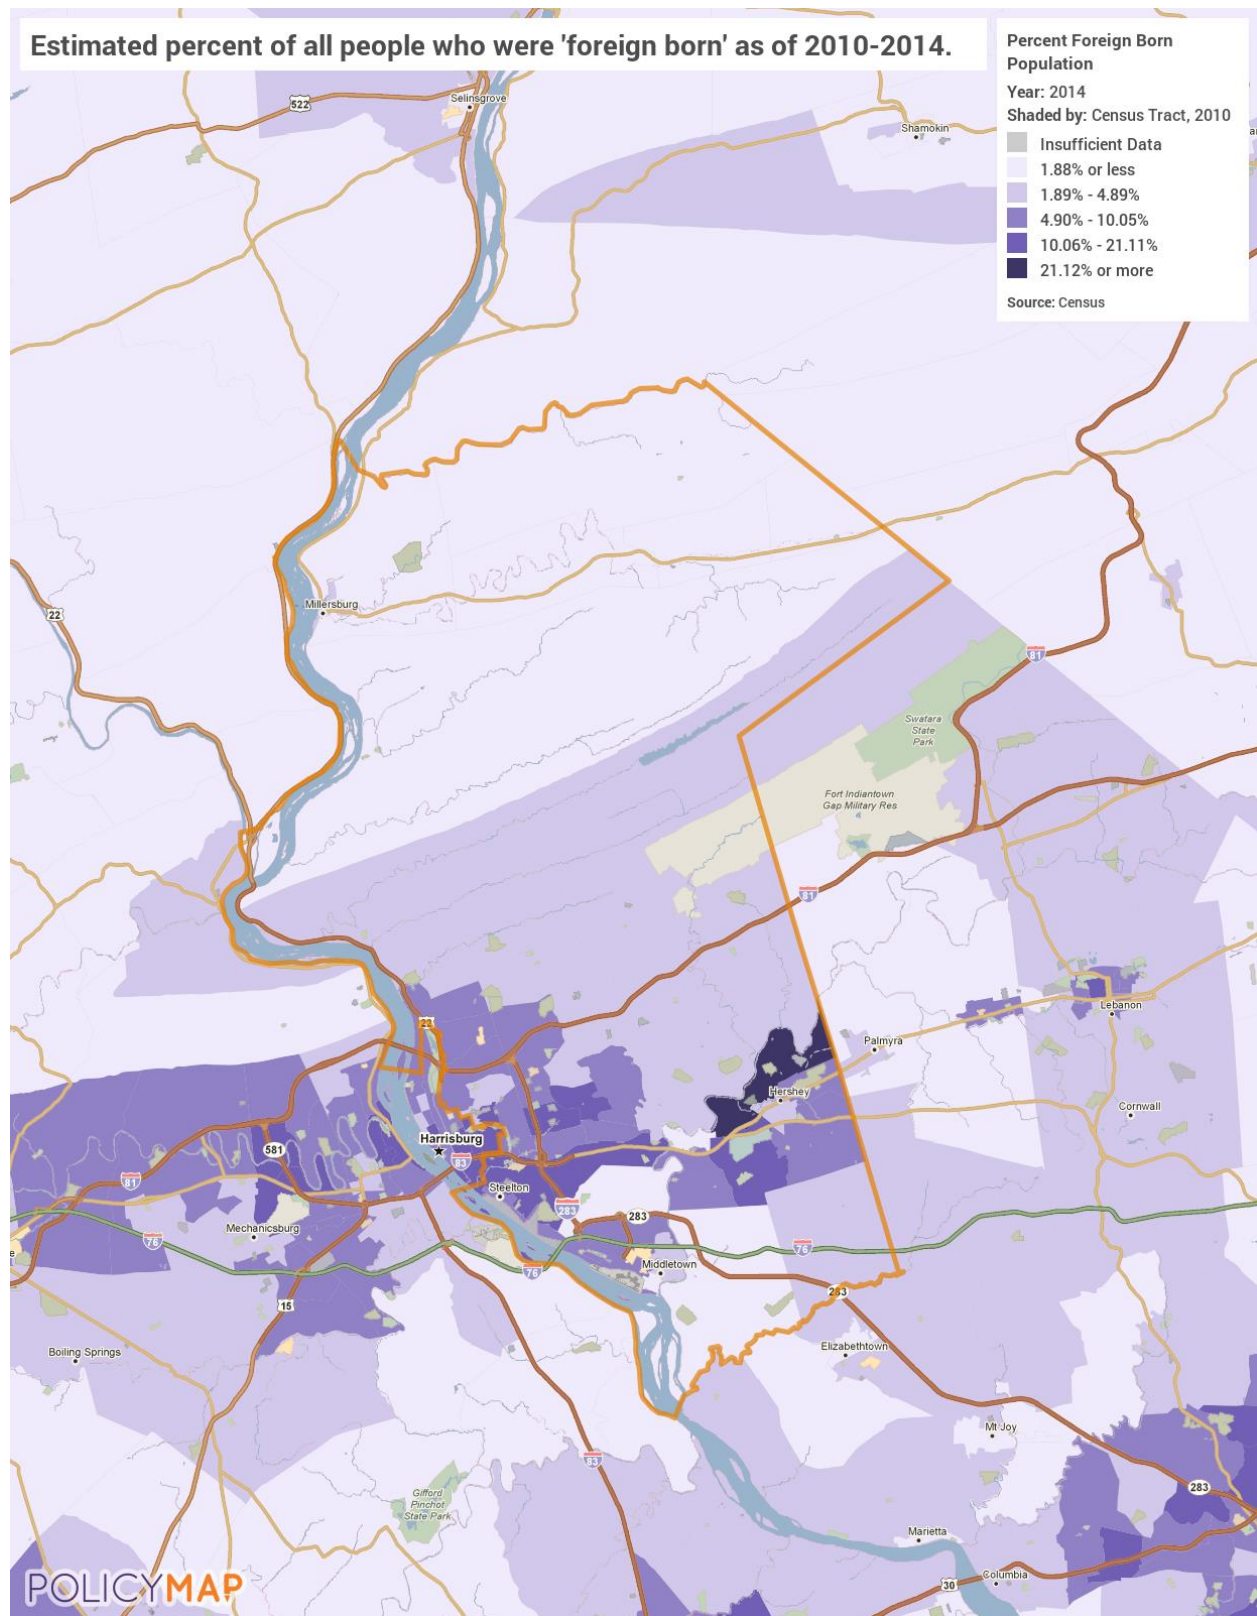 Estimated percent of all people who were 'foreign born' as of 2010-2014.
Percent Foreign Born
Population
Year: 2014
Shaded by: Census Tract, 2010
Insufficient Data
1.88% or less
1.89% - 4.89%
4.90% - 10.05%
10.06% - 21.11%
21.12% or more
Source: Census
522
Selinsgrove
Shamokin
22
Millersburg
81
Swatara
State
Park
Fort Indiantown
Gap Military Res
81
22
Lebanon
Palmyra
Hershey
Cornwall
Harrisburg
581
83
81
Steelton
283
283
Mechanicsburg
76
76
76
Middletown
15
283
Boiling Springs
Elizabethtown
Mt Joy
83
283
Gifford
Pinchot
State Park
Marietta
Columbia
30
POLICYMAP